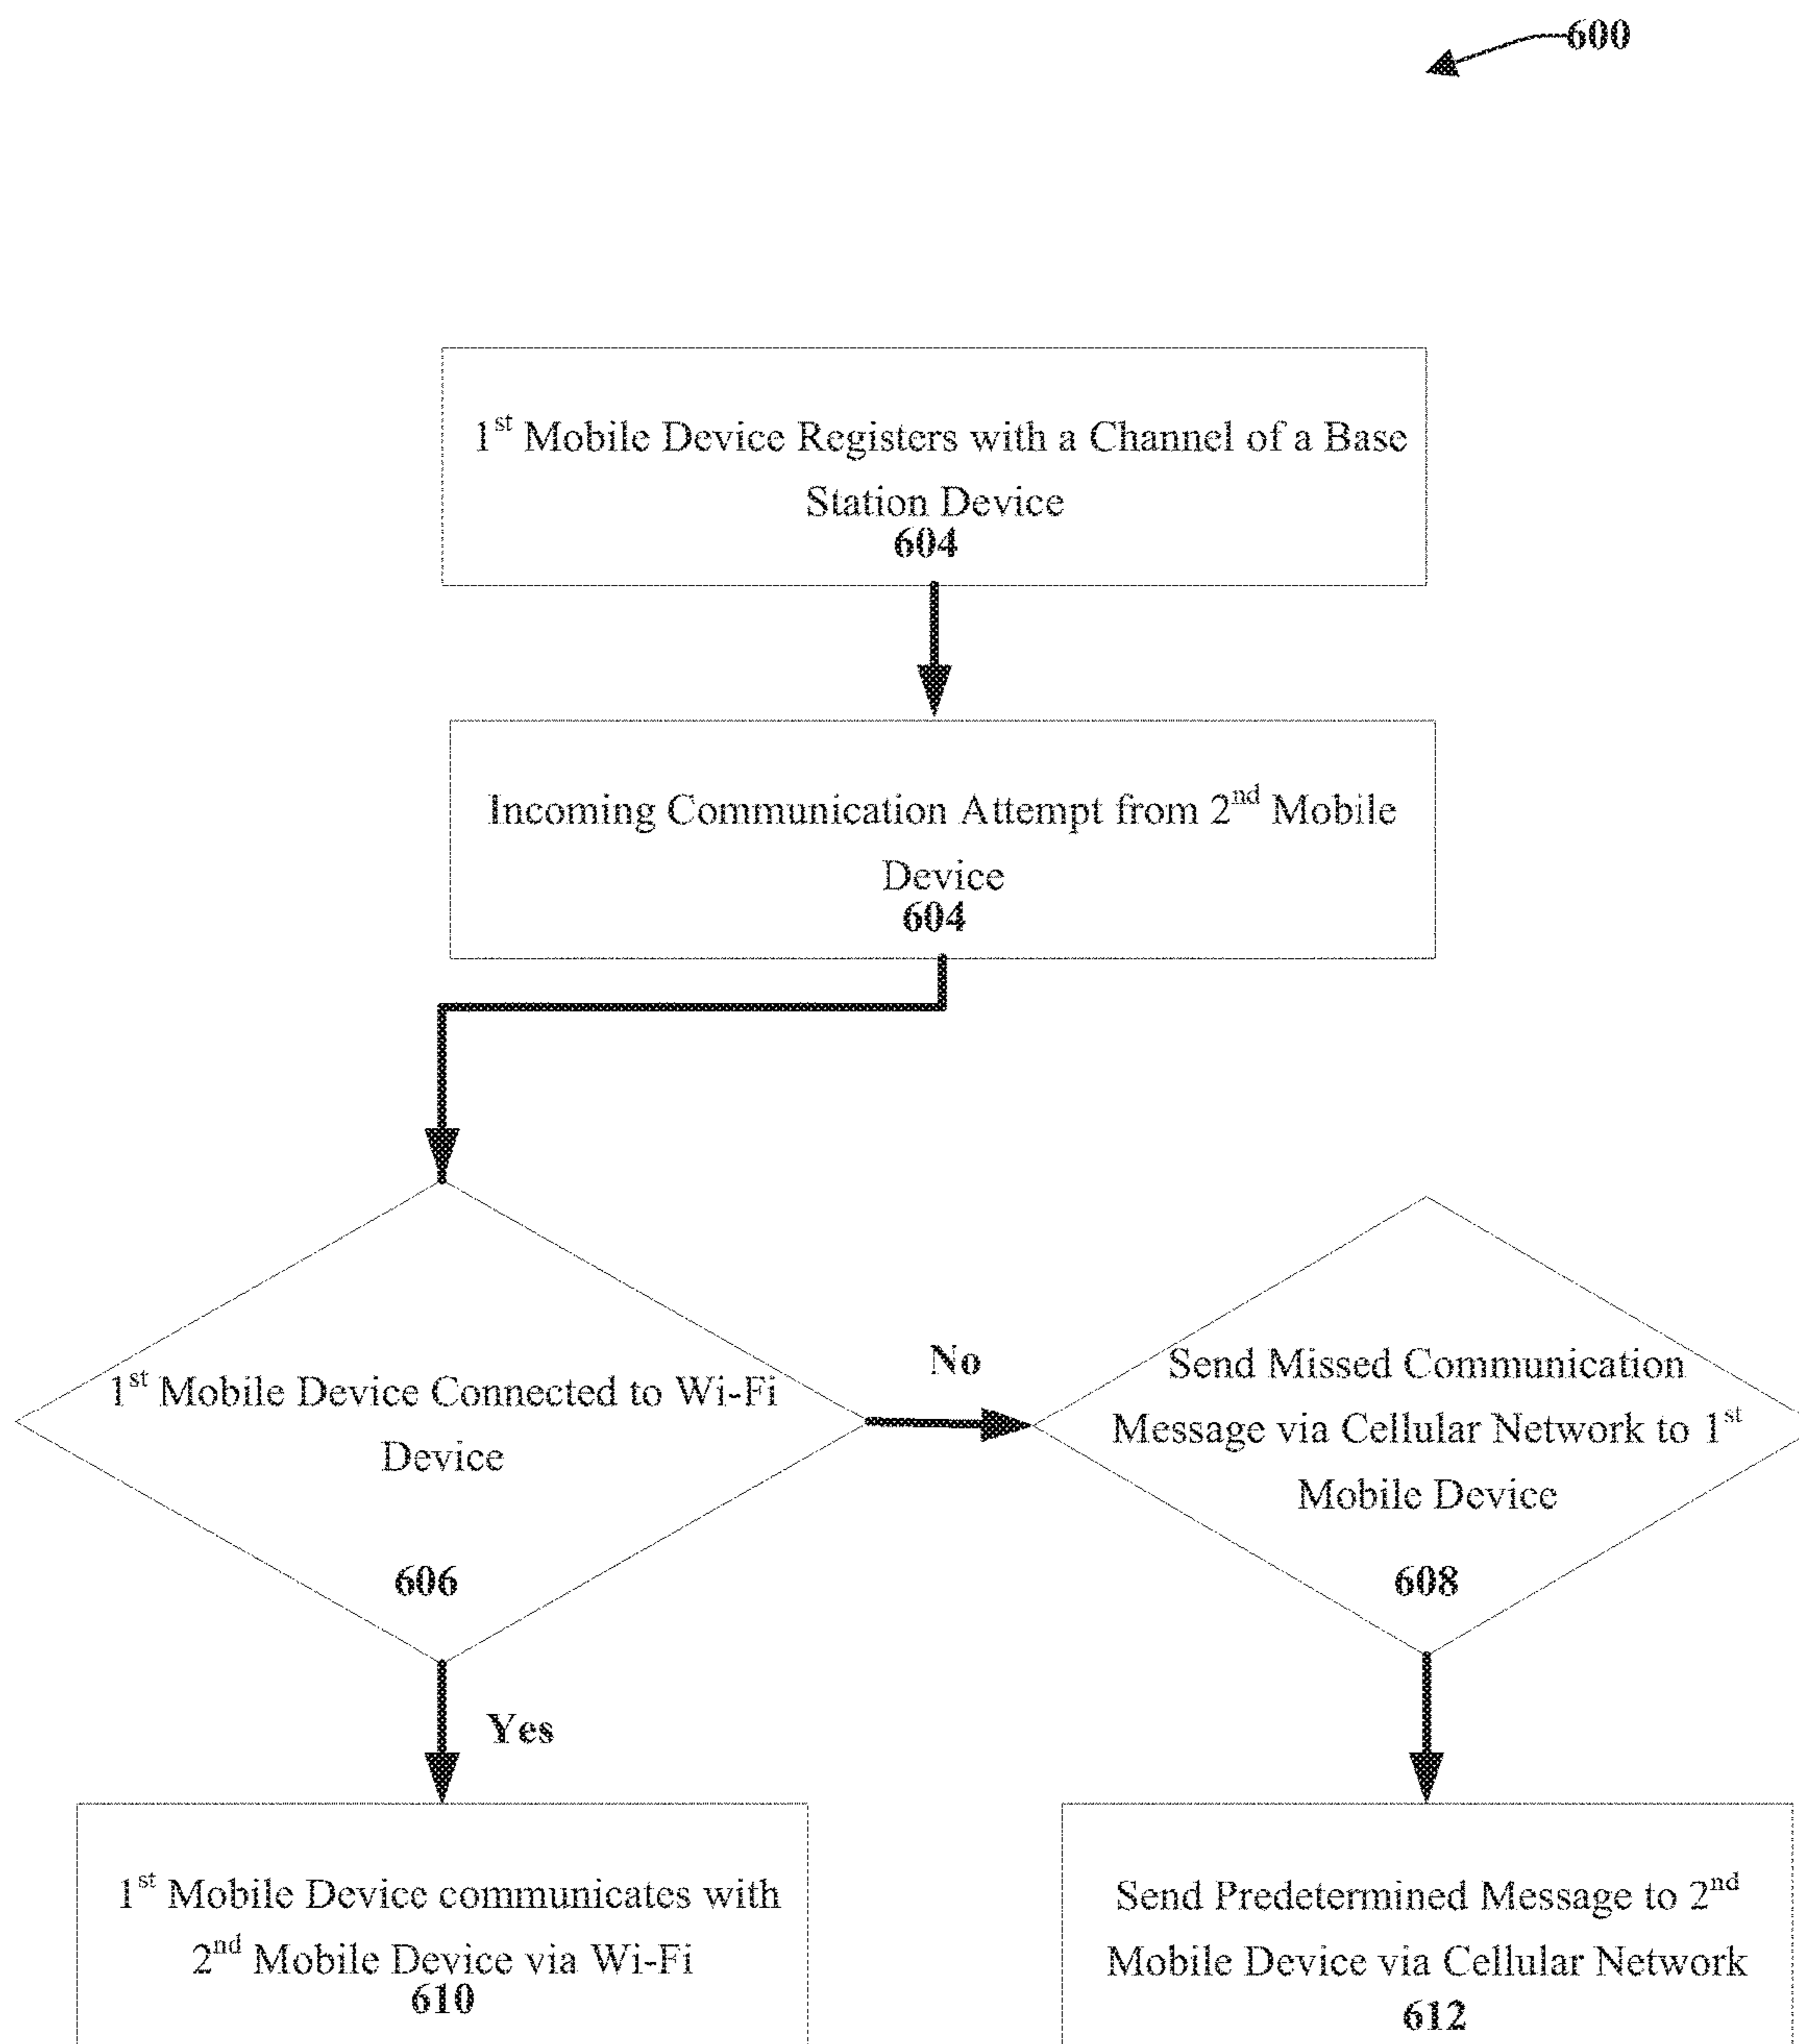 600
1st Mobile Device Registers with a Channel of a Base
Station Device
604
Incoming Communication Attempt from 2nd Mobile
Device
604
1st Mobile Device Connected to Wi-Fi
Device
606
No
Send Missed Communication
Message via Cellular Network to 1st
Mobile Device
608
Yes
1st Mobile Device communicates with
2nd Mobile Device via Wi-Fi
610
Send Predetermined Message to 2nd
Mobile Device via Cellular Network
612